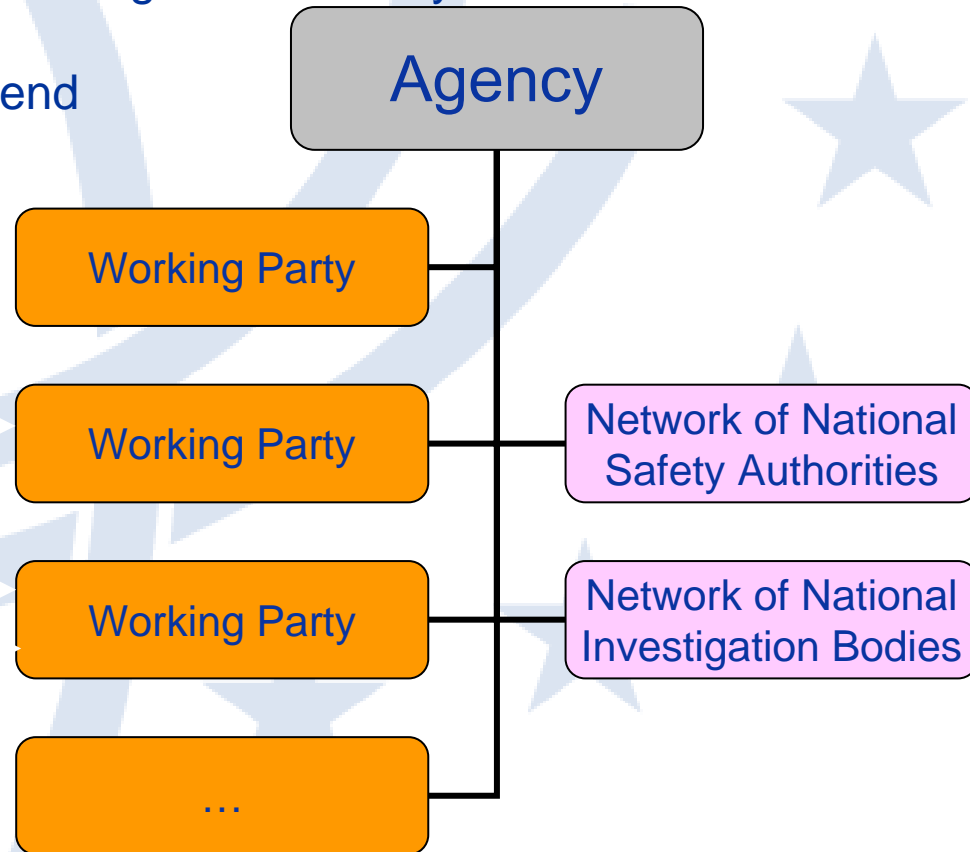 end
Agency
Working Party
Working Party
Network of National
Safety Authorities
Working Party
Network of National
Investigation Bodies
...